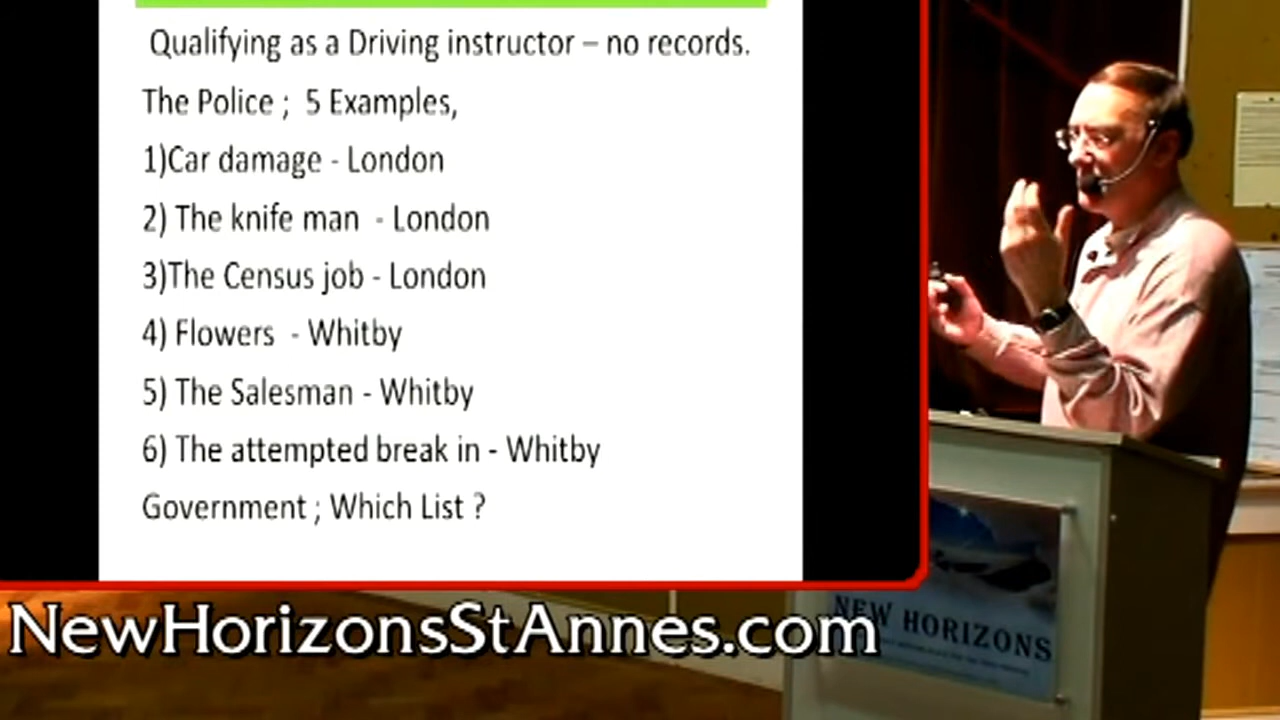 Qualifying as a Driving instructor – no records.
The Police ; 5 Examples,
1)Car damage - London
2) The knife man - London
3)The Census job - London
4) Flowers - Whitby
5) The Salesman - Whitby
6) The attempted break in - Whitby
Government ; Which List ?
NewHorizonsStAnnes.com
NEW HORIZONS